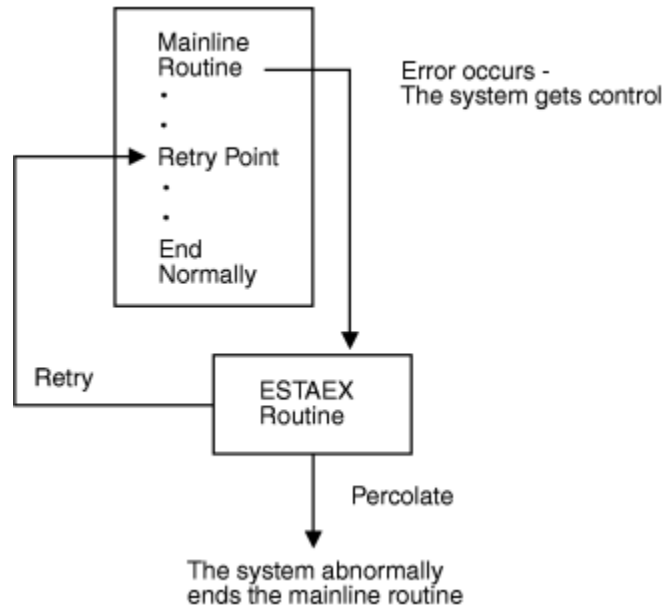 Mainline
Routine
Error occurs -
The system gets control
Retry Point
End
Normally
Retry
ESTAEX
Routine
Percolate
The system abnormally
ends the mainline routine